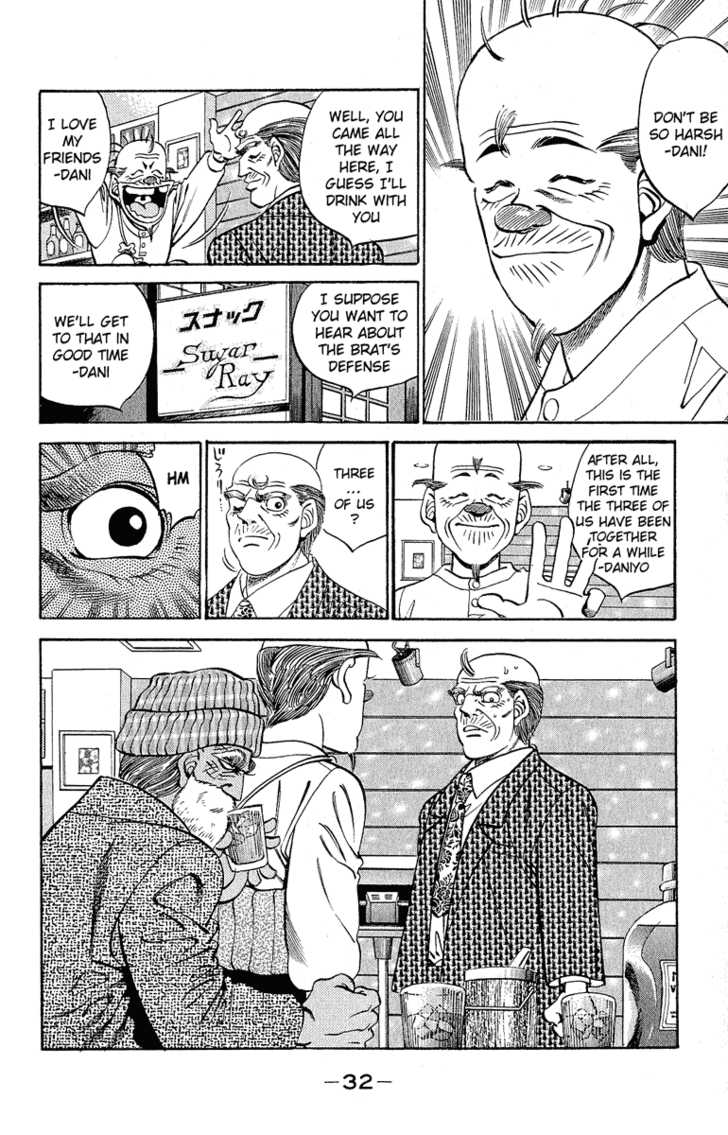 DON'T BE
SO HARSH
-DANI!
WELL, YOU
CAME ALL
THE WAY
HERE, I
GUESS I'LL
DRINK WITH
YOU
I LOVE
MY
FRIENDS
-DANI
I SUPPOSE
YOU WANT TO
HEAR ABOUT
THE BRAT'S
DEFENSE
スナック
Sugar
Ray
WE'LL GET
TO THAT IN
GOOD TIME
-DANI
AFTER ALL,
THIS IS THE
FIRST TIME
THE THREE OF
US HAVE BEEN
TOGETHER
FOR A WHILE
-DANIYO
THREE
...
OF US
?
HM
-32-